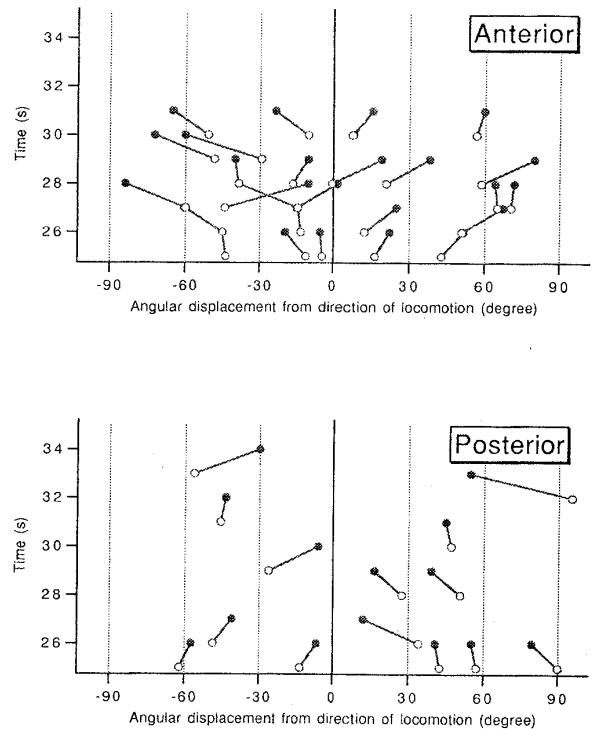 Anterior
34
32
30
28
26
Time (s)
-90 -60 -30 0 30 60 90
Angular displacement from direction of locomotion (degree)
Posterior
34
32
30
28
26
Time (s)
-90 -60 -30 0 30 60 90
Angular displacement from direction of locomotion (degree)